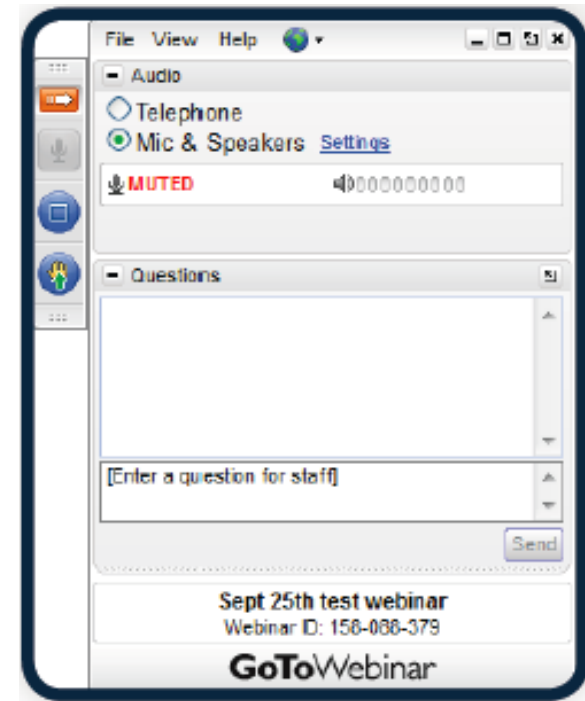 File View Help
Audio
Telephone
Mic & Speakers Settings
MUTED
Questions
[Enter a question for staff]
Send
Sept 25th test webinar
Webinar ID: 158-088-379
GoToWebinar